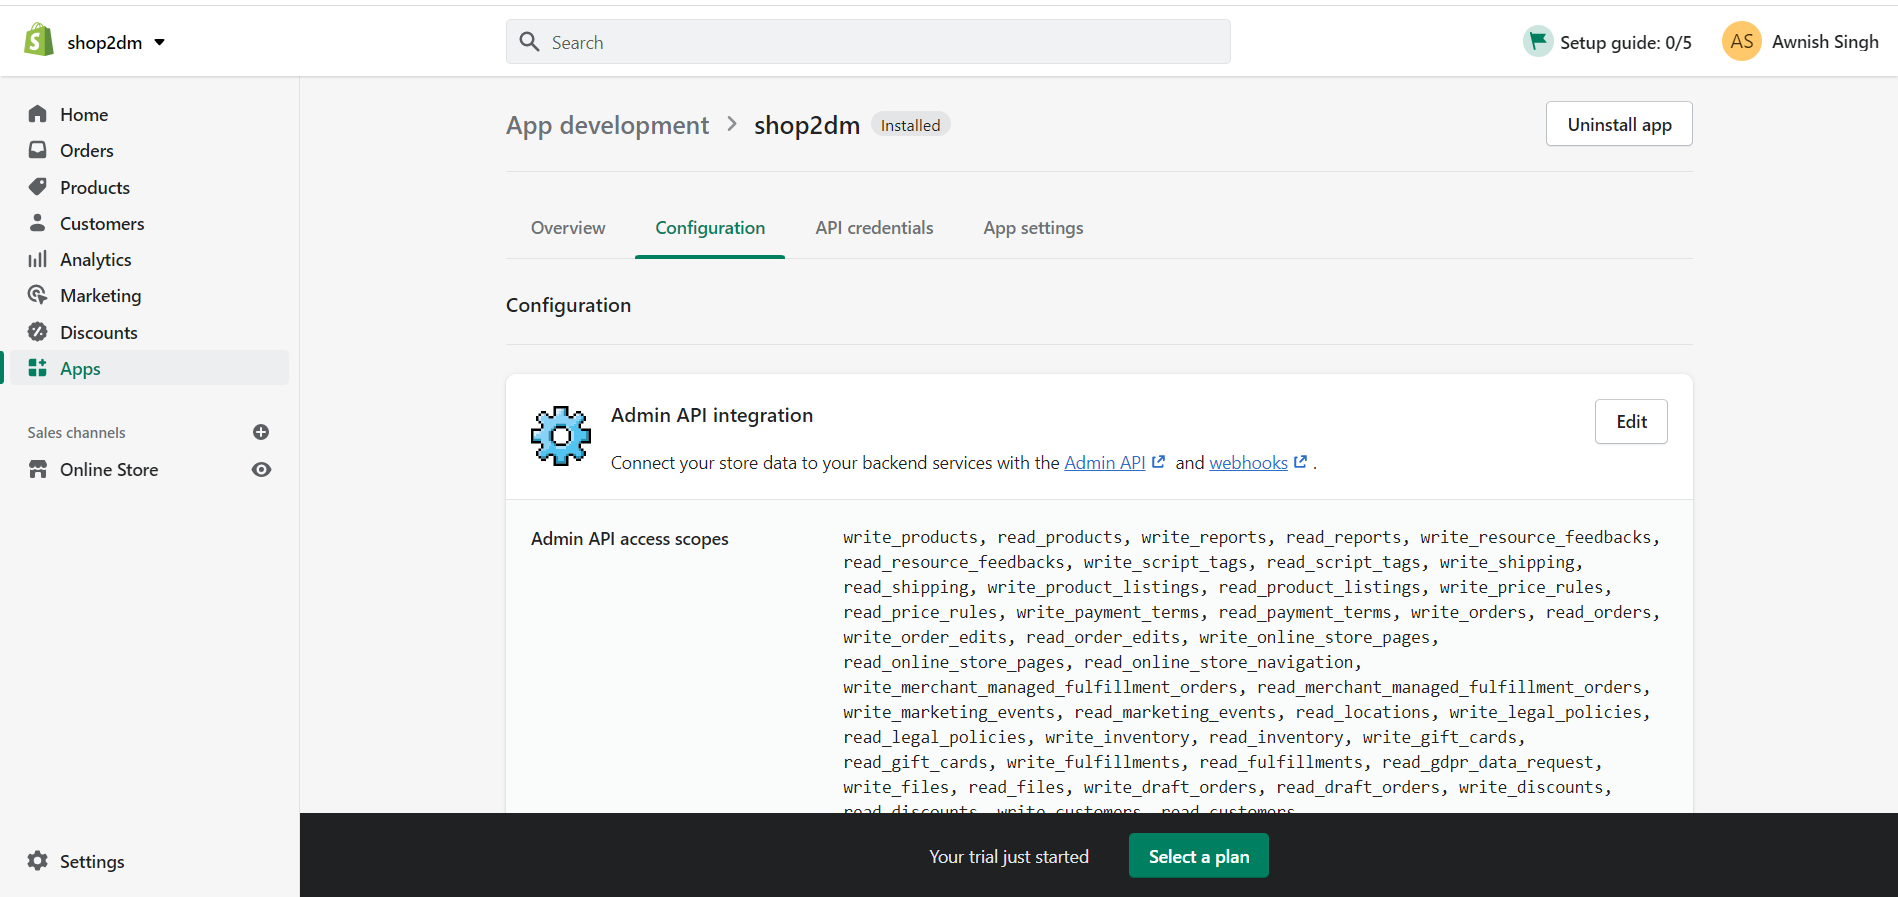 shop2dm
Search
Setup guide: 0/5
AS
Awnish Singh
Home
Orders
Products
Customers
Analytics
Marketing
Discounts
Apps
Sales channels
Online Store
Settings
App development
shop2dm
Installed
Uninstall app
Overview
Configuration
API credentials
App settings
Configuration
Admin API integration
Edit
Connect your store data to your backend services with the Admin API and webhooks .
Admin API access scopes
write_products, read_products, write_reports, read_reports, write_resource_feedbacks,
read_resource_feedbacks, write_script_tags, read_script_tags, write_shipping,
read_shipping, write_product_listings, read_product_listings, write_price_rules,
read_price_rules, write_payment_terms, read_payment_terms, write_orders, read_orders,
write_order_edits, read_order_edits, write_online_store_pages,
read_online_store_pages, read_online_store_navigation,
write_merchant_managed_fulfillment_orders, read_merchant_managed_fulfillment_orders,
write_marketing_events, read_marketing_events, read_locations, write_legal_policies,
read_legal_policies, write_inventory, read_inventory, write_gift_cards,
read_gift_cards, write_fulfillments, read_fulfillments, read_gdpr_data_request,
write_files, read_files, write_draft_orders, read_draft_orders, write_discounts,
read_discounts, write_customers, read_customers
Your trial just started
Select a plan